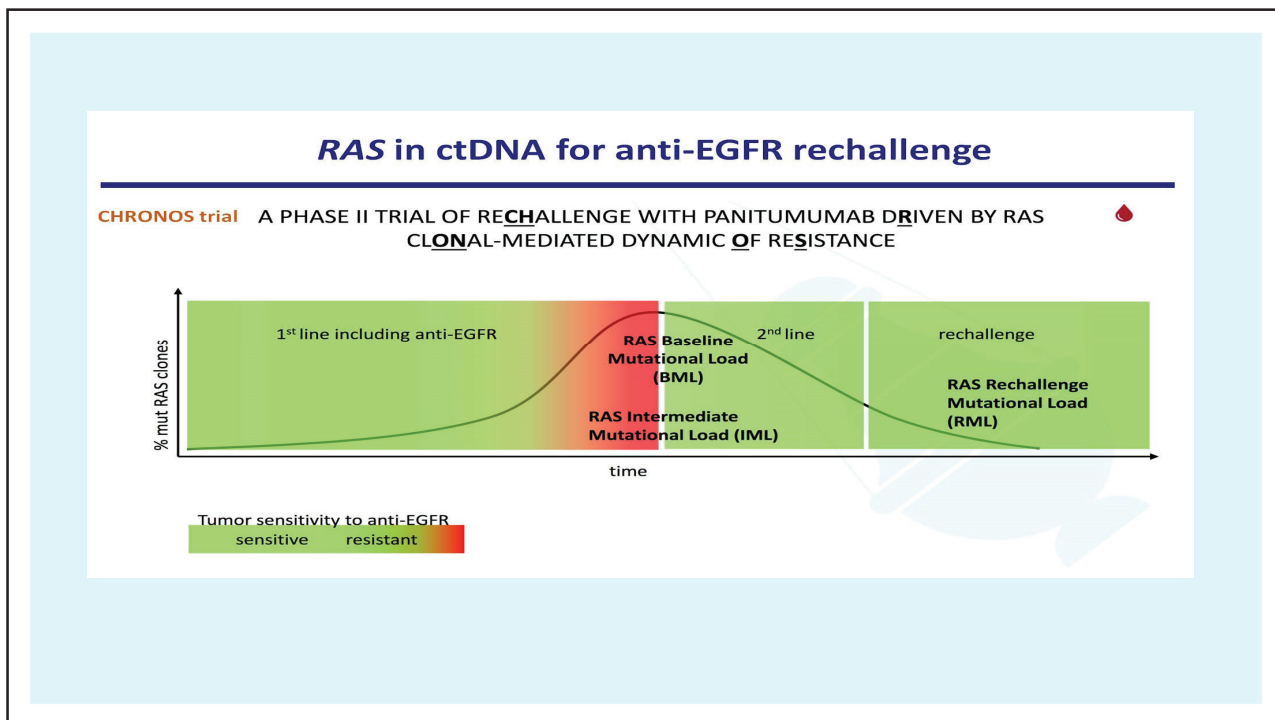 RAS in ctDNA for anti-EGFR rechallenge
CHRONOS trial A PHASE II TRIAL OF RECHALLENGE WITH PANITUMUMAB DRIVEN BY RAS
CLONAL-MEDIATED DYNAMIC OF RESISTANCE
% mut RAS clones
1st line including anti-EGFR
2nd line
rechallenge
RAS Baseline
Mutational Load
(BML)
RAS Intermediate
Mutational Load (IML)
RAS Rechallenge
Mutational Load
(RML)
time
Tumor sensitivity to anti-EGFR
sensitive resistant